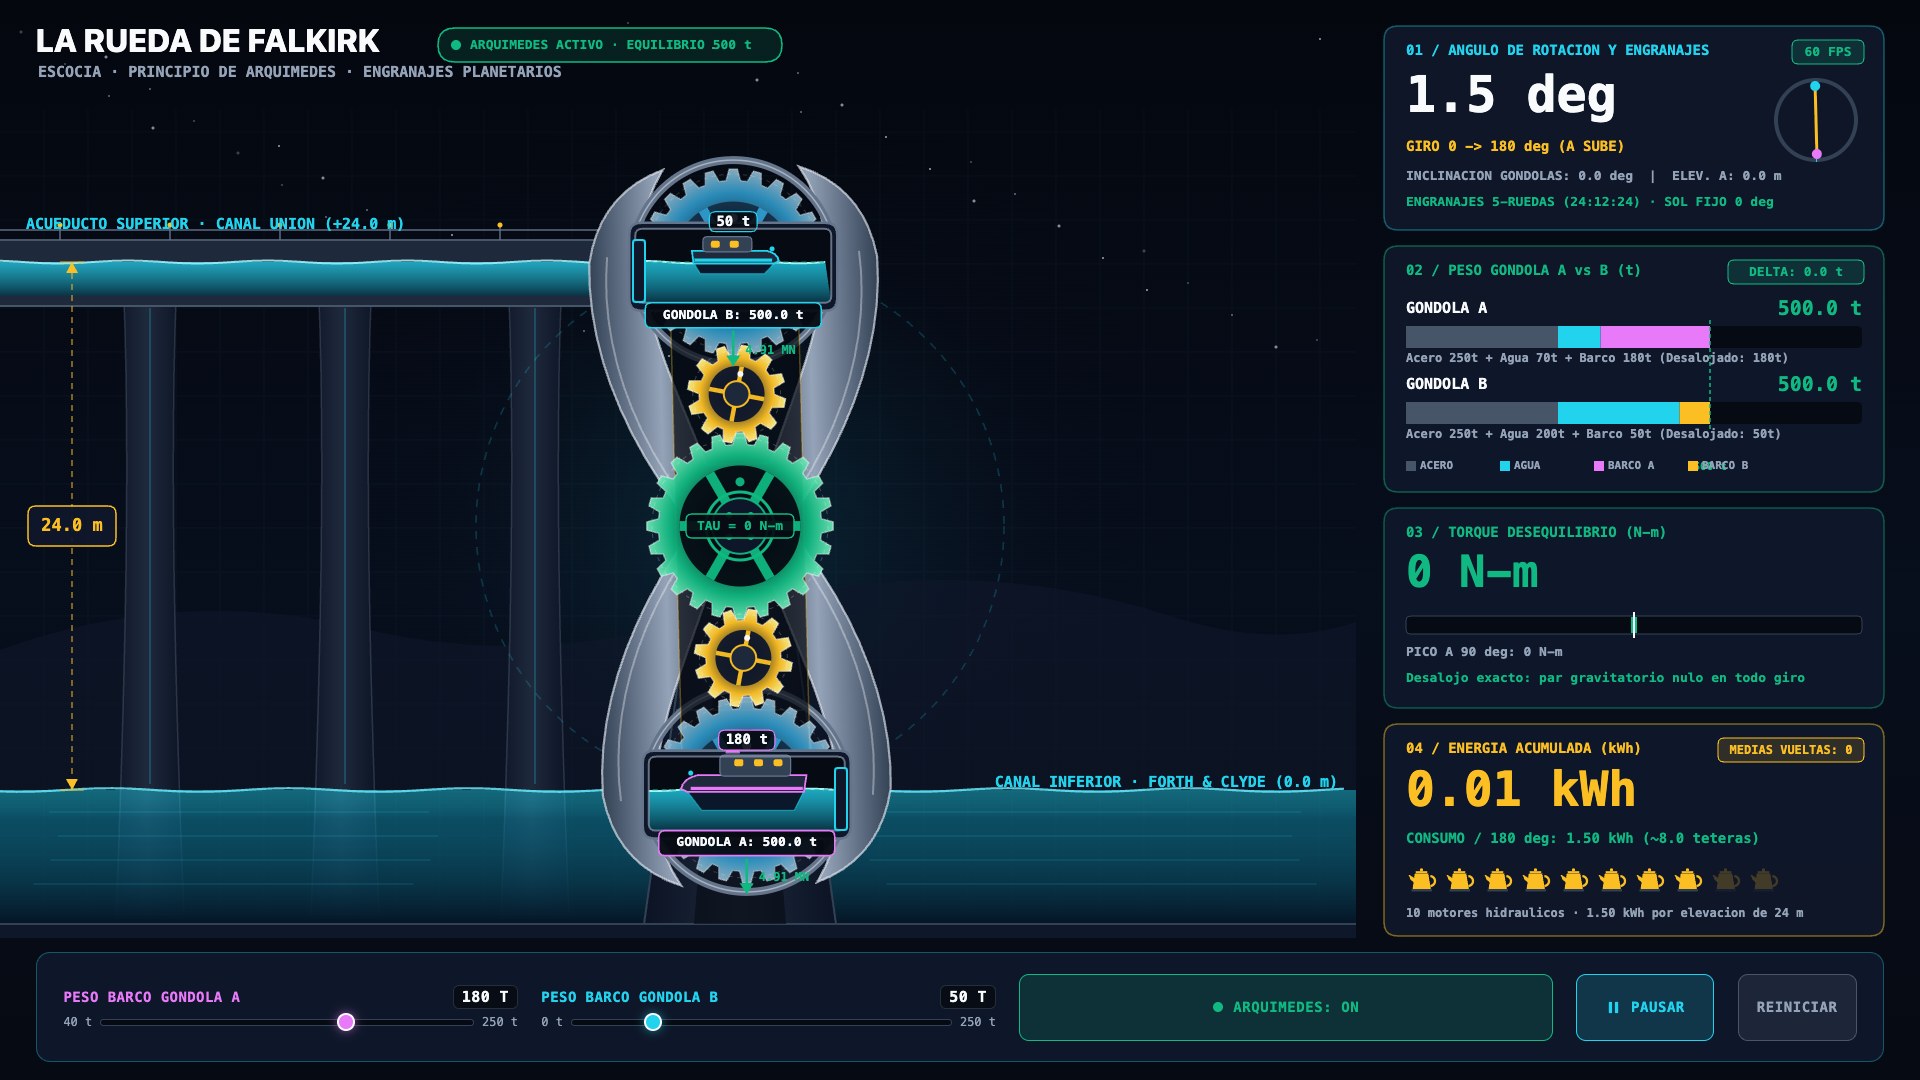 LA RUEDA DE FALKIRK
ARQUIMEDES ACTIVO · EQUILIBRIO 500 t
ESCOCIA · PRINCIPIO DE ARQUIMEDES · ENGRANAJES PLANETARIOS
ACUEDUCTO SUPERIOR · CANAL UNION (+24.0 m)
50 t
GONDOLA B: 500.0 t
4.91 MN
24.0 m
TAU = 0 N—m
180 t
CANAL INFERIOR · FORTH & CLYDE (0.0 m)
GONDOLA A: 500.0 t
4.91 MN
01 / ANGULO DE ROTACION Y ENGRANAJES
60 FPS
1.5 deg
GIRO 0 —> 180 deg (A SUBE)
INCLINACION GONDOLAS: 0.0 deg | ELEV. A: 0.0 m
ENGRANAJES 5—RUEDAS (24:12:24) · SOL FIJO 0 deg
02 / PESO GONDOLA A vs B (t)
DELTA: 0.0 t
GONDOLA A
500.0 t
Acero 250t + Agua 70t + Barco 180t (Desalojado: 180t)
GONDOLA B
500.0 t
Acero 250t + Agua 200t + Barco 50t (Desalojado: 50t)
ACERO
AGUA
BARCO A
BARCO B
03 / TORQUE DESEQUILIBRIO (N—m)
0 N—m
PICO A 90 deg: 0 N—m
Desalojo exacto: par gravitatorio nulo en todo giro
04 / ENERGIA ACUMULADA (kWh)
MEDIAS VUELTAS: 0
0.01 kWh
CONSUMO / 180 deg: 1.50 kWh (~8.0 teteras)
10 motores hidraulicos · 1.50 kWh por elevacion de 24 m
PESO BARCO GONDOLA A
180 T
40 t
250 t
PESO BARCO GONDOLA B
50 T
0 t
250 t
ARQUIMEDES: ON
PAUSAR
REINICIAR